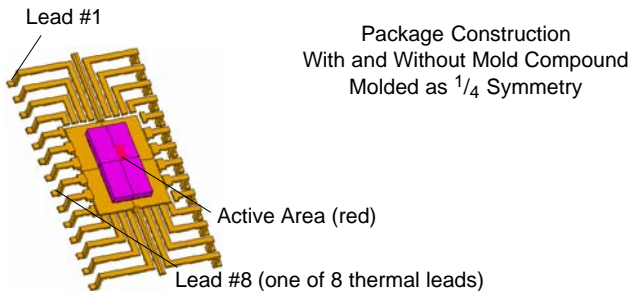 Lead #1
Package Construction
With and Without Mold Compound
Molded as 1/4 Symmetry
Active Area (red)
Lead #8 (one of 8 thermal leads)